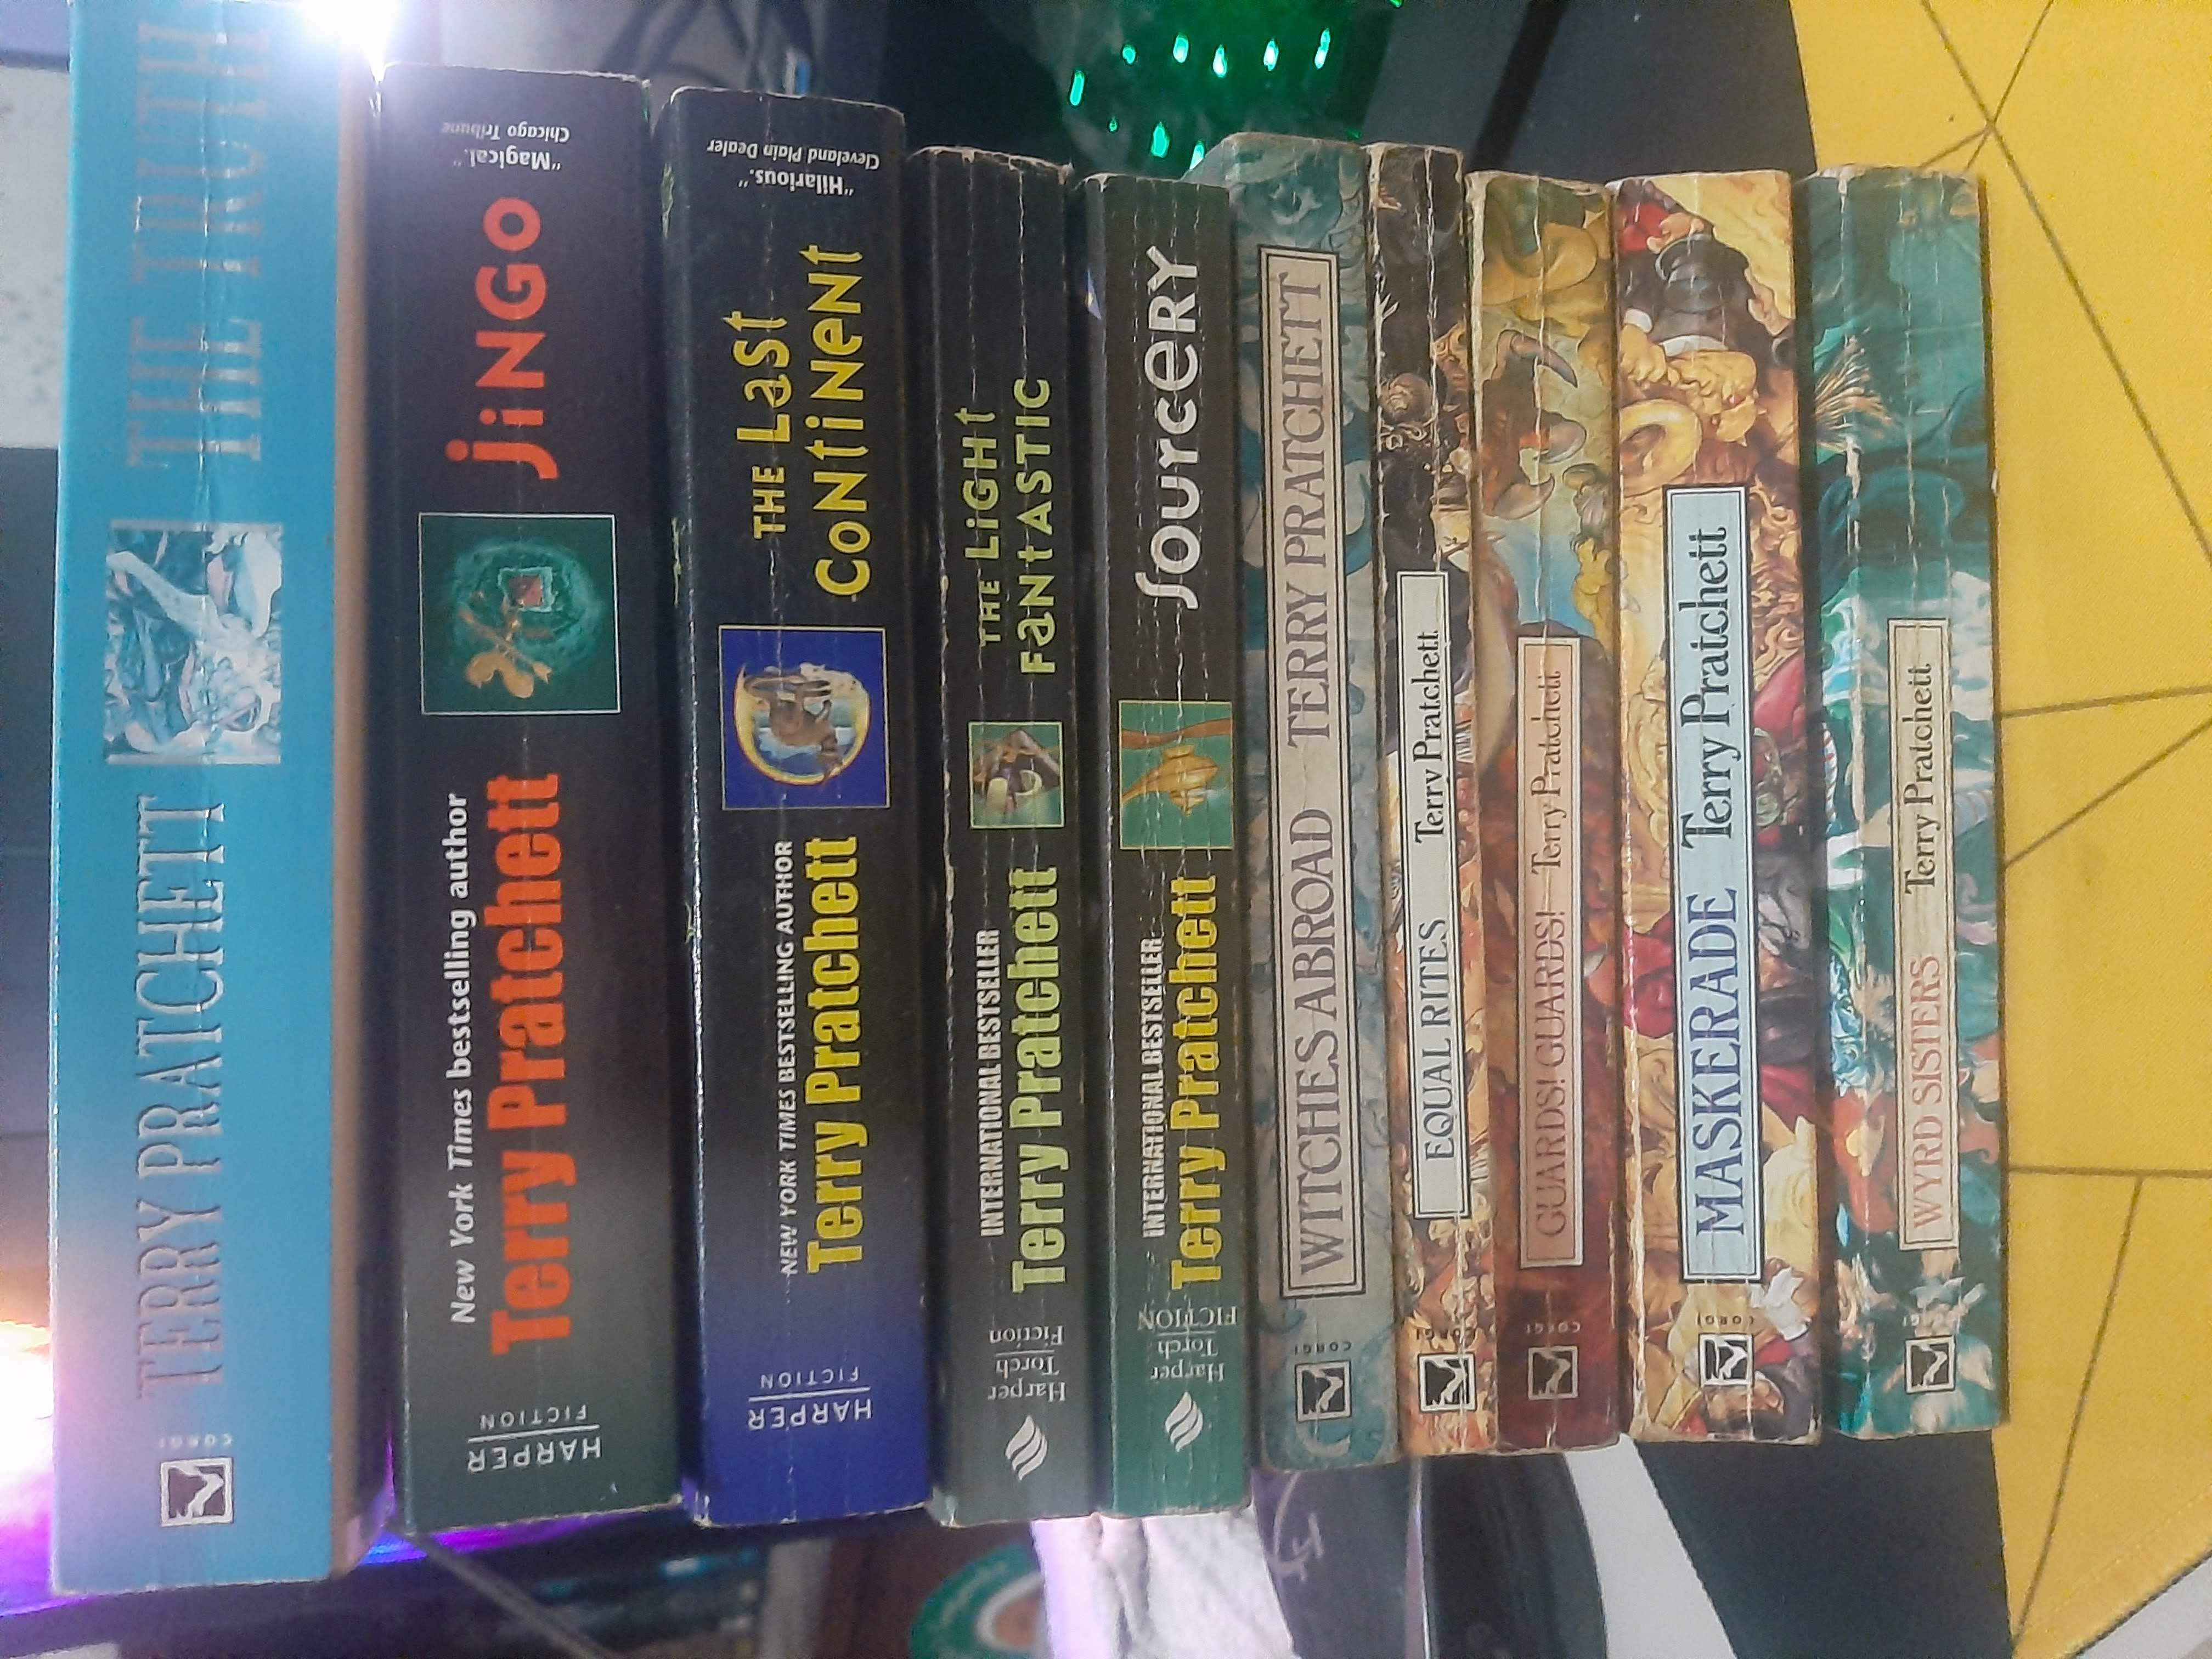 CORGI
TERRY PRATCHETT
THE TRUTH
HARPER
FICTION
New York Times bestselling author
Terry Pratchett
JiNGO
"Magical."
Chicago Tribune
HARPER
FICTION
NEW YORK TIMES BESTSELLING AUTHOR
Terry Pratchett
THE LaSt
CoNtiNeNt
"Hilarious."
Cleveland Plain Dealer
Harper
Torch
Fiction
INTERNATIONAL BESTSELLER
Terry Pratchett
THE LiGHt
FaNtASTIC
Harper
Torch
FICTION
INTERNATIONAL BESTSELLER
Terry Pratchett
SourceRY
CORGI
WITCHES ABROAD TERRY PRATCHETT
CORGI
EQUAL RITES Terry Pratchett
CORGI
GUARDS! GUARDS! Terry Pratchett
CORGI
MASKERADE Terry Pratchett
WYRD SISTERS Terry Pratchett